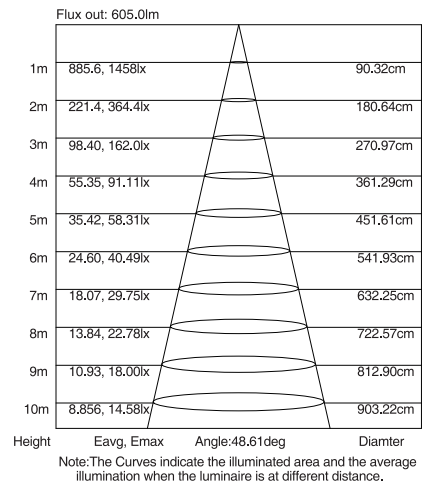 Flux out: 605.0lm
1m 885.6, 1458lx 90.32cm
2m 221.4, 364.4lx 180.64cm
3m 98.40, 162.0lx 270.97cm
4m 55.35, 91.11lx 361.29cm
5m 35.42, 58.31lx 451.61cm
6m 24.60, 40.49lx 541.93cm
7m 18.07, 29.75lx 632.25cm
8m 13.84, 22.78lx 722.57cm
9m 10.93, 18.00lx 812.90cm
10m 8.856, 14.58lx 903.22cm
Height Eavg, Emax Angle:48.61deg Diamter
Note:The Curves indicate the illuminated area and the average
illumination when the luminaire is at different distance.